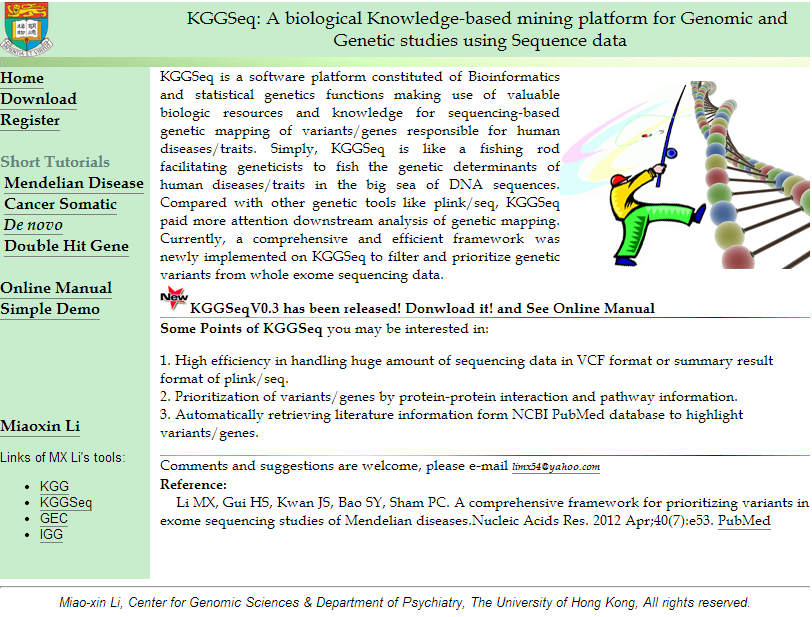 KGGSeq: A biological Knowledge-based mining platform for Genomic and
Genetic studies using Sequence data
Home
Download
Register
Short Tutorials
Mendelian Disease
Cancer Somatic
De novo
Double Hit Gene
Online Manual
Simple Demo
Miaoxin Li
Links of MX Li's tools:
KGG
KGGSeq
GEC
IGG
KGGSeq is a software platform constituted of Bioinformatics
and statistical genetics functions making use of valuable
biologic resources and knowledge for sequencing-based
genetic mapping of variants/genes responsible for human
diseases/traits. Simply, KGGSeq is like a fishing rod
facilitating geneticists to fish the genetic determinants of
human diseases/traits in the big sea of DNA sequences.
Compared with other genetic tools like plink/seq, KGGSeq
paid more attention downstream analysis of genetic mapping.
Currently, a comprehensive and efficient framework was
newly implemented on KGGSeq to filter and prioritize genetic
variants from whole exome sequencing data.
New KGGSeqV0.3 has been released! Donwload it! and See Online Manual
Some Points of KGGSeq you may be interested in:
1. High efficiency in handling huge amount of sequencing data in VCF format or summary result
format of plink/seq.
2. Prioritization of variants/genes by protein-protein interaction and pathway information.
3. Automatically retrieving literature information form NCBI PubMed database to highlight
variants/genes.
Comments and suggestions are welcome, please e-mail limx54@yahoo.com
Reference:
Li MX, Gui HS, Kwan JS, Bao SY, Sham PC. A comprehensive framework for prioritizing variants in
exome sequencing studies of Mendelian diseases.Nucleic Acids Res. 2012 Apr;40(7):e53. PubMed
Miao-xin Li, Center for Genomic Sciences & Department of Psychiatry, The University of Hong Kong, All rights reserved.